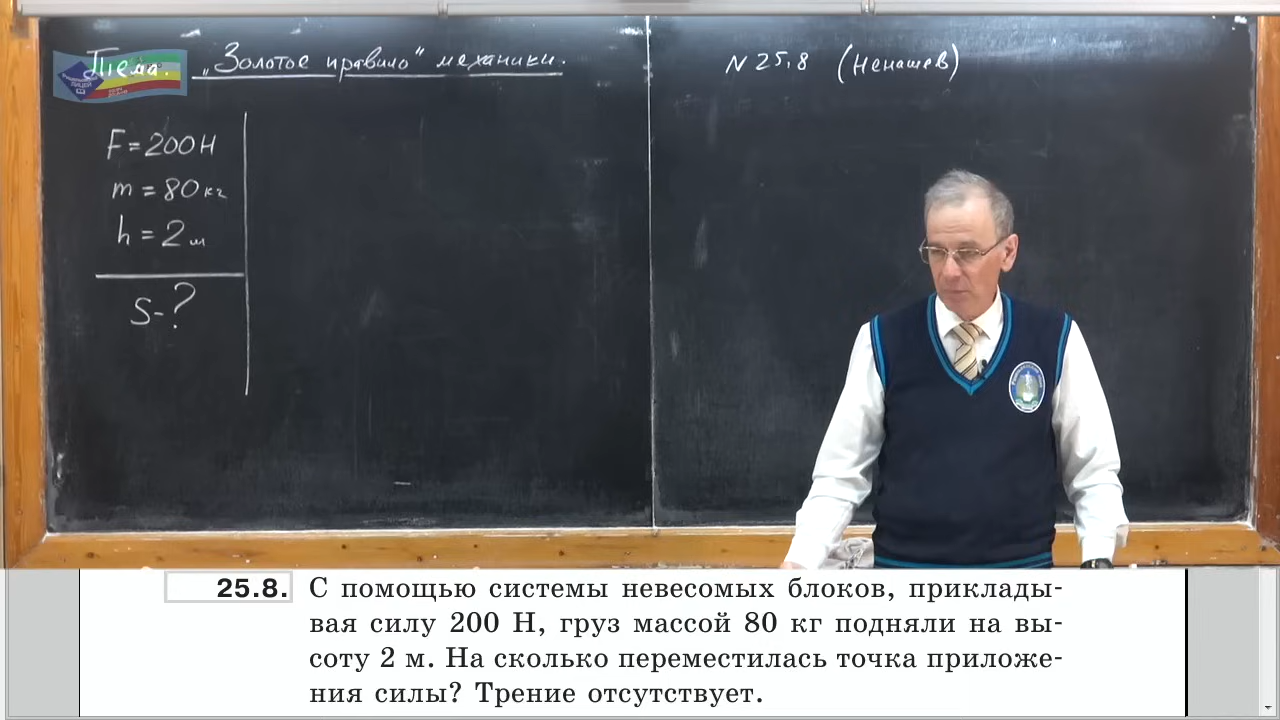 Тема. „Золотое правило" механики.
N 25.8 (Ненашев)
F = 200 Н
m = 80 кг
h = 2 м
S - ?
25.8. С помощью системы невесомых блоков, приклады-
вая силу 200 Н, груз массой 80 кг подняли на вы-
соту 2 м. На сколько переместилась точка приложе-
ния силы? Трение отсутствует.